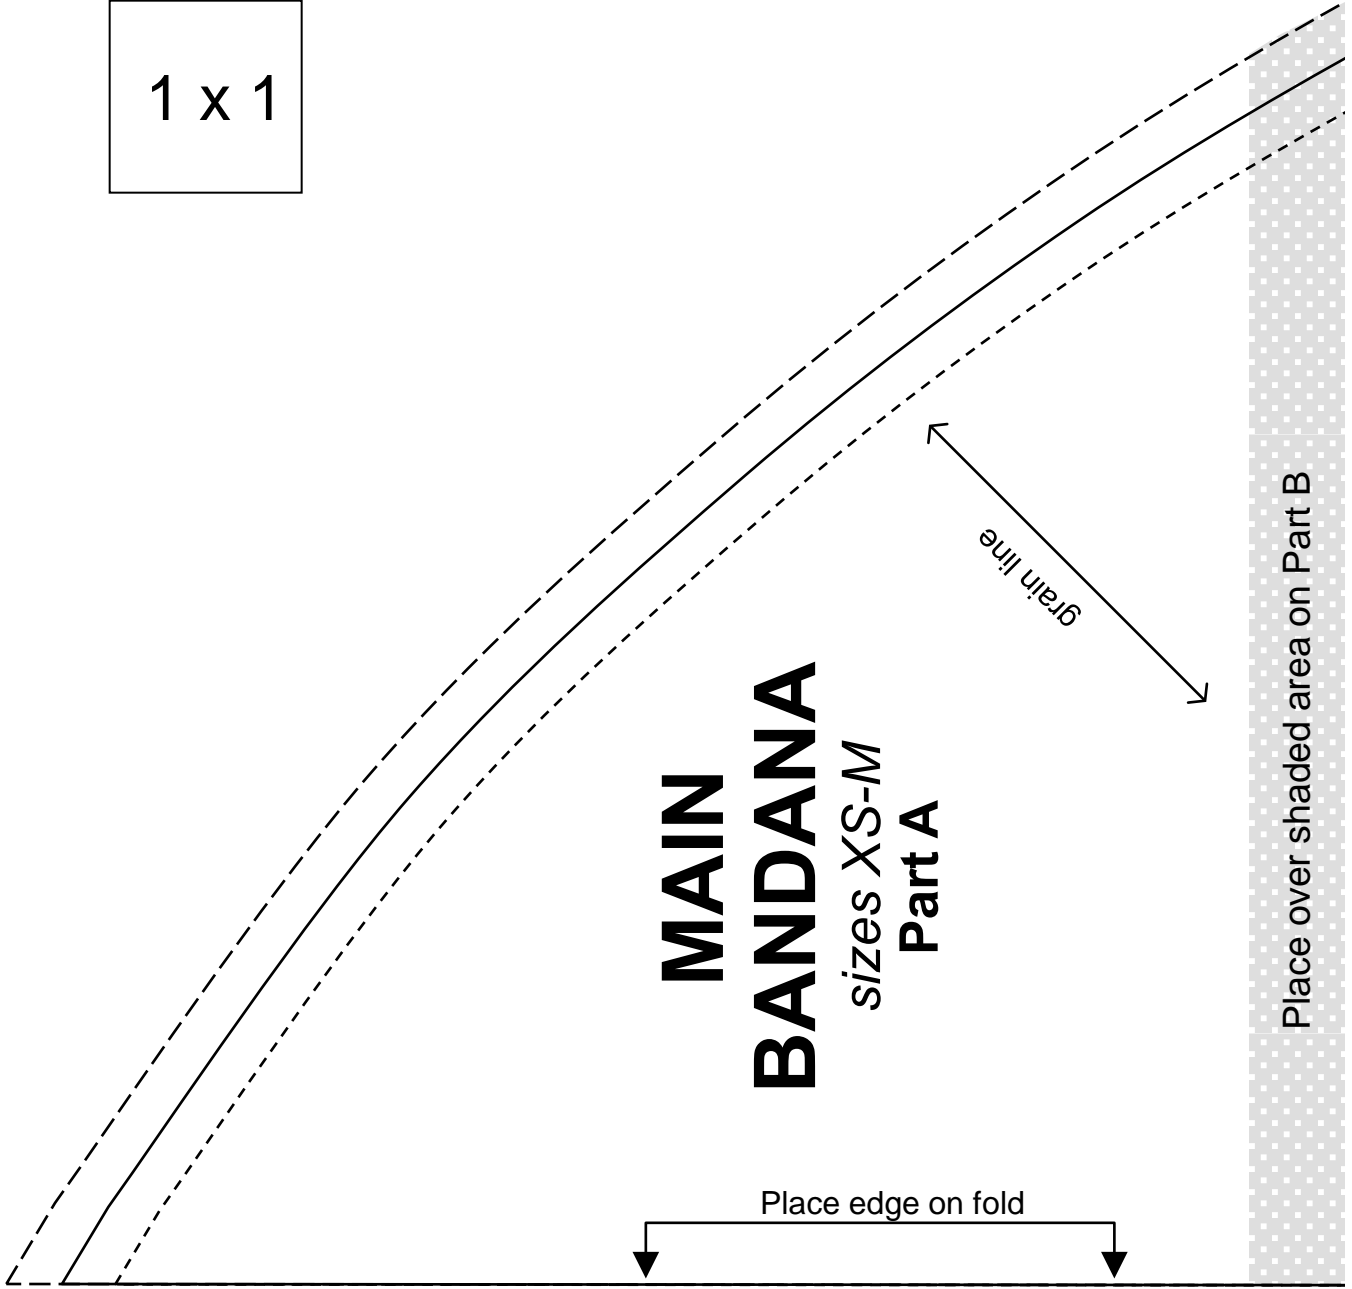 1 x 1
grain line
MAIN
BANDANA
sizes XS-M
Part A
Place over shaded area on Part B
Place edge on fold